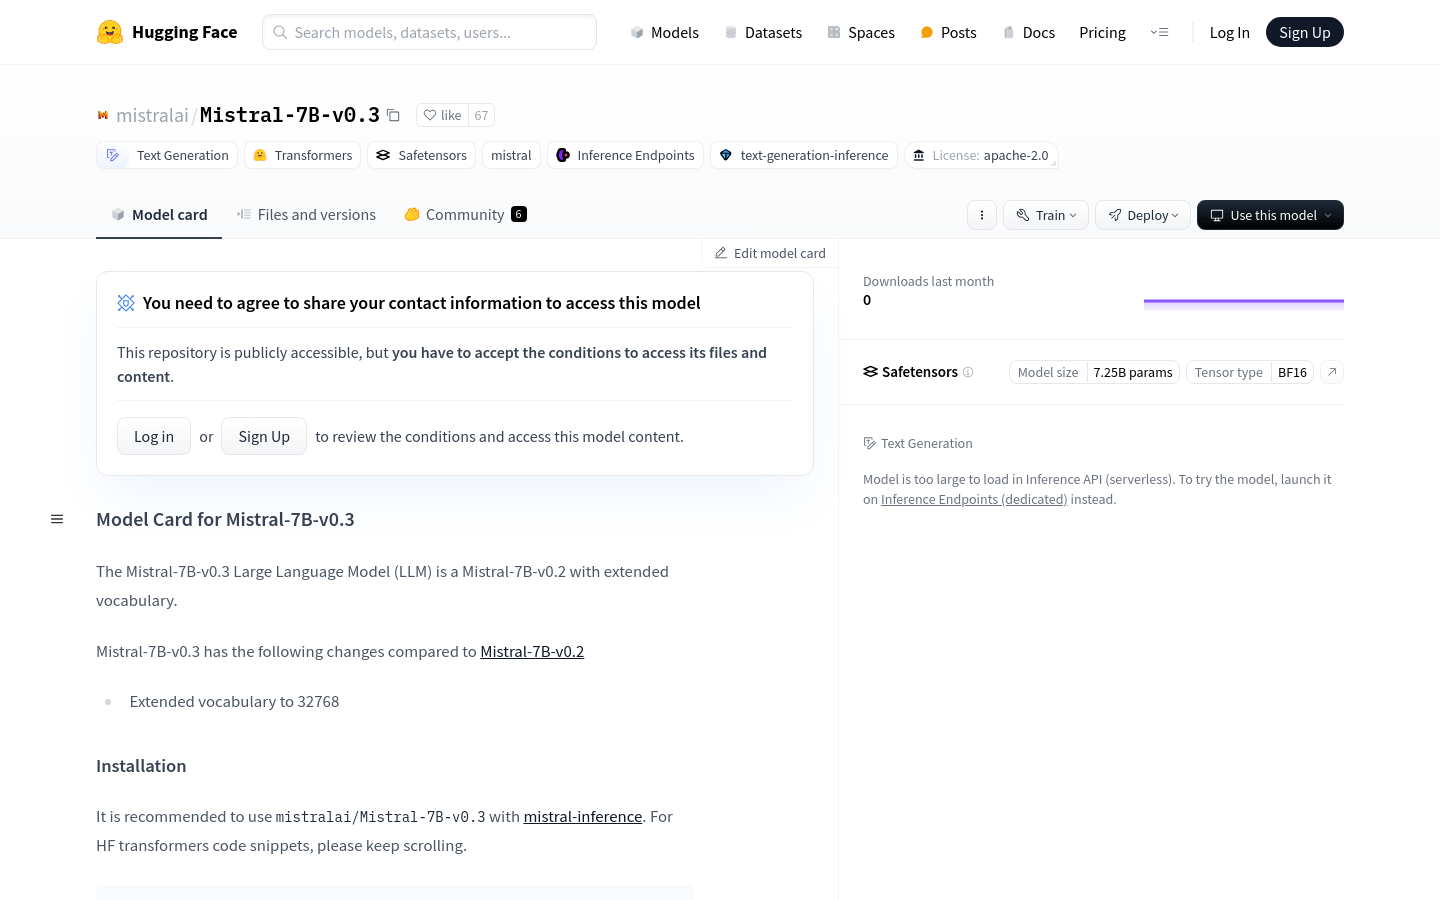 Hugging Face
Search models, datasets, users...
Models
Datasets
Spaces
Posts
Docs
Pricing
Log In
Sign Up
mistralai/Mistral-7B-v0.3
like 67
Text Generation
Transformers
Safetensors
mistral
Inference Endpoints
text-generation-inference
License: apache-2.0
Model card
Files and versions
Community 6
Train
Deploy
Use this model
Edit model card
You need to agree to share your contact information to access this model
This repository is publicly accessible, but you have to accept the conditions to access its files and
content.
Log in or Sign Up to review the conditions and access this model content.
Model Card for Mistral-7B-v0.3
The Mistral-7B-v0.3 Large Language Model (LLM) is a Mistral-7B-v0.2 with extended
vocabulary.
Mistral-7B-v0.3 has the following changes compared to Mistral-7B-v0.2
Extended vocabulary to 32768
Installation
It is recommended to use mistralai/Mistral-7B-v0.3 with mistral-inference. For
HF transformers code snippets, please keep scrolling.
Downloads last month
0
Safetensors
Model size 7.25B params
Tensor type BF16
Text Generation
Model is too large to load in Inference API (serverless). To try the model, launch it
on Inference Endpoints (dedicated) instead.